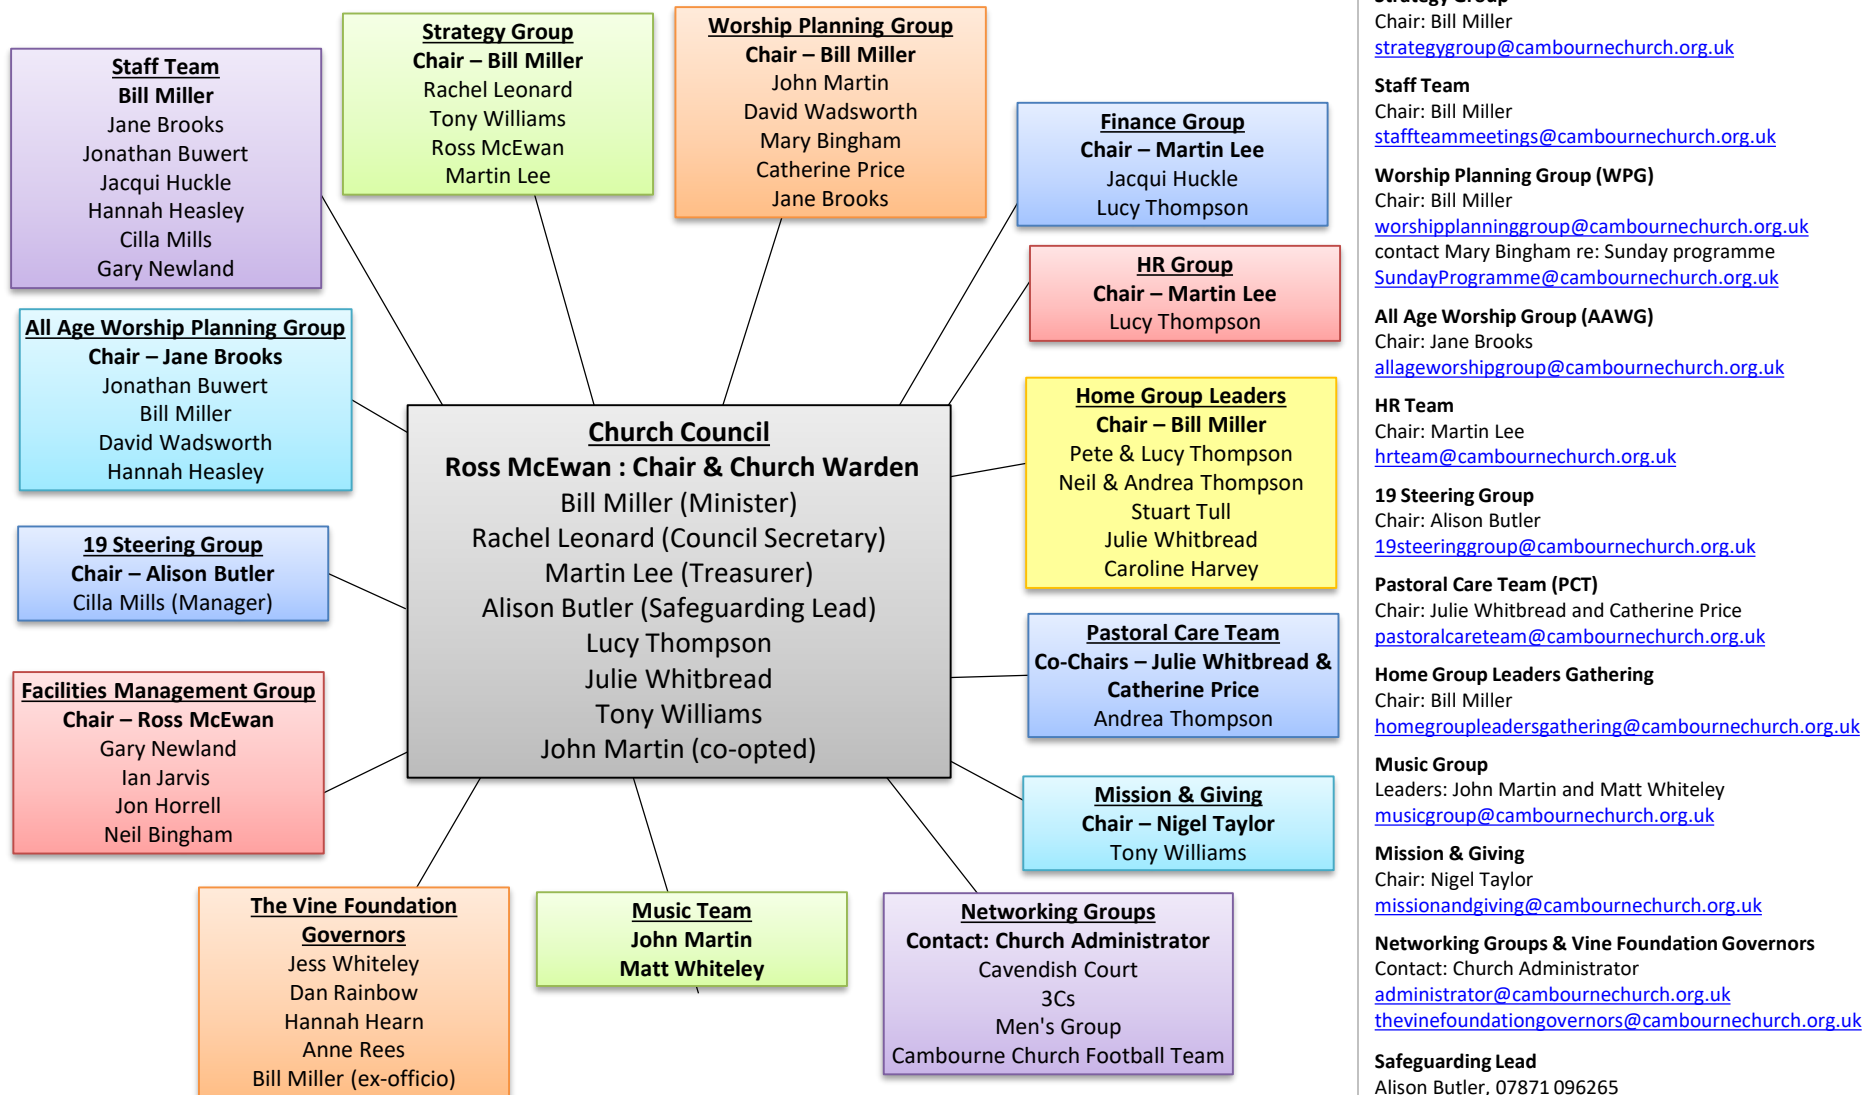 Staff Team
Bill Miller
Jane Brooks
Jonathan Buwert
Jacqui Huckle
Hannah Heasley
Cilla Mills
Gary Newland
Strategy Group
Chair – Bill Miller
Rachel Leonard
Tony Williams
Ross McEwan
Martin Lee
Worship Planning Group
Chair – Bill Miller
John Martin
David Wadsworth
Mary Bingham
Catherine Price
Jane Brooks
Finance Group
Chair – Martin Lee
Jacqui Huckle
Lucy Thompson
HR Group
Chair – Martin Lee
Lucy Thompson
All Age Worship Planning Group
Chair – Jane Brooks
Jonathan Buwert
Bill Miller
David Wadsworth
Hannah Heasley
Church Council
Ross McEwan : Chair & Church Warden
Bill Miller (Minister)
Rachel Leonard (Council Secretary)
Martin Lee (Treasurer)
Alison Butler (Safeguarding Lead)
Lucy Thompson
Julie Whitbread
Tony Williams
John Martin (co-opted)
Home Group Leaders
Chair – Bill Miller
Pete & Lucy Thompson
Neil & Andrea Thompson
Stuart Tull
Julie Whitbread
Caroline Harvey
19 Steering Group
Chair – Alison Butler
Cilla Mills (Manager)
Pastoral Care Team
Co-Chairs – Julie Whitbread &
Catherine Price
Andrea Thompson
Facilities Management Group
Chair – Ross McEwan
Gary Newland
Ian Jarvis
Jon Horrell
Neil Bingham
Mission & Giving
Chair – Nigel Taylor
Tony Williams
The Vine Foundation
Governors
Jess Whiteley
Dan Rainbow
Hannah Hearn
Anne Rees
Bill Miller (ex-officio)
Music Team
John Martin
Matt Whiteley
Networking Groups
Contact: Church Administrator
Cavendish Court
3Cs
Men's Group
Cambourne Church Football Team
Strategy Group
Chair: Bill Miller
strategygroup@cambournechurch.org.uk
Staff Team
Chair: Bill Miller
staffteammeetings@cambournechurch.org.uk
Worship Planning Group (WPG)
Chair: Bill Miller
worshipplanninggroup@cambournechurch.org.uk
contact Mary Bingham re: Sunday programme
SundayProgramme@cambournechurch.org.uk
All Age Worship Group (AAWG)
Chair: Jane Brooks
allageworshipgroup@cambournechurch.org.uk
HR Team
Chair: Martin Lee
hrteam@cambournechurch.org.uk
19 Steering Group
Chair: Alison Butler
19steeringgroup@cambournechurch.org.uk
Pastoral Care Team (PCT)
Chair: Julie Whitbread and Catherine Price
pastoralcareteam@cambournechurch.org.uk
Home Group Leaders Gathering
Chair: Bill Miller
homegroupleadersgathering@cambournechurch.org.uk
Music Group
Leaders: John Martin and Matt Whiteley
musicgroup@cambournechurch.org.uk
Mission & Giving
Chair: Nigel Taylor
missionandgiving@cambournechurch.org.uk
Networking Groups & Vine Foundation Governors
Contact: Church Administrator
administrator@cambournechurch.org.uk
thevinefoundationgovernors@cambournechurch.org.uk
Safeguarding Lead
Alison Butler, 07871 096265